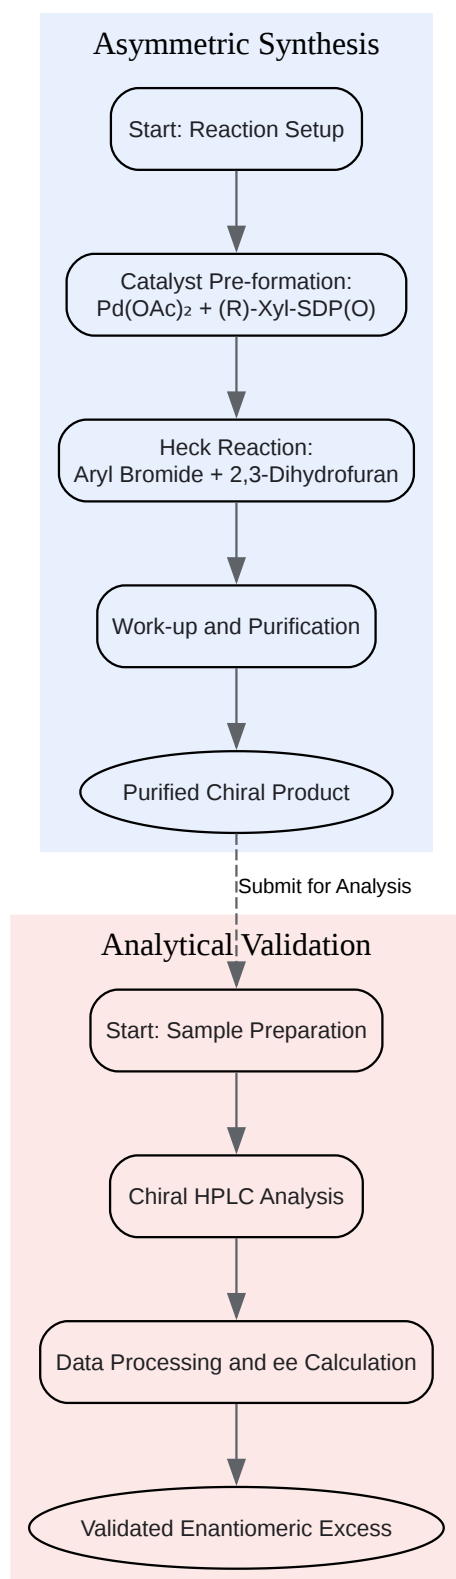 Asymmetric Synthesis
Start: Reaction Setup
Catalyst Pre-formation:
Pd(OAc)₂ + (R)-Xyl-SDP(O)
Heck Reaction:
Aryl Bromide + 2,3-Dihydrofuran
Work-up and Purification
Purified Chiral Product
Submit for Analysis
Analytical Validation
Start: Sample Preparation
Chiral HPLC Analysis
Data Processing and ee Calculation
Validated Enantiomeric Excess